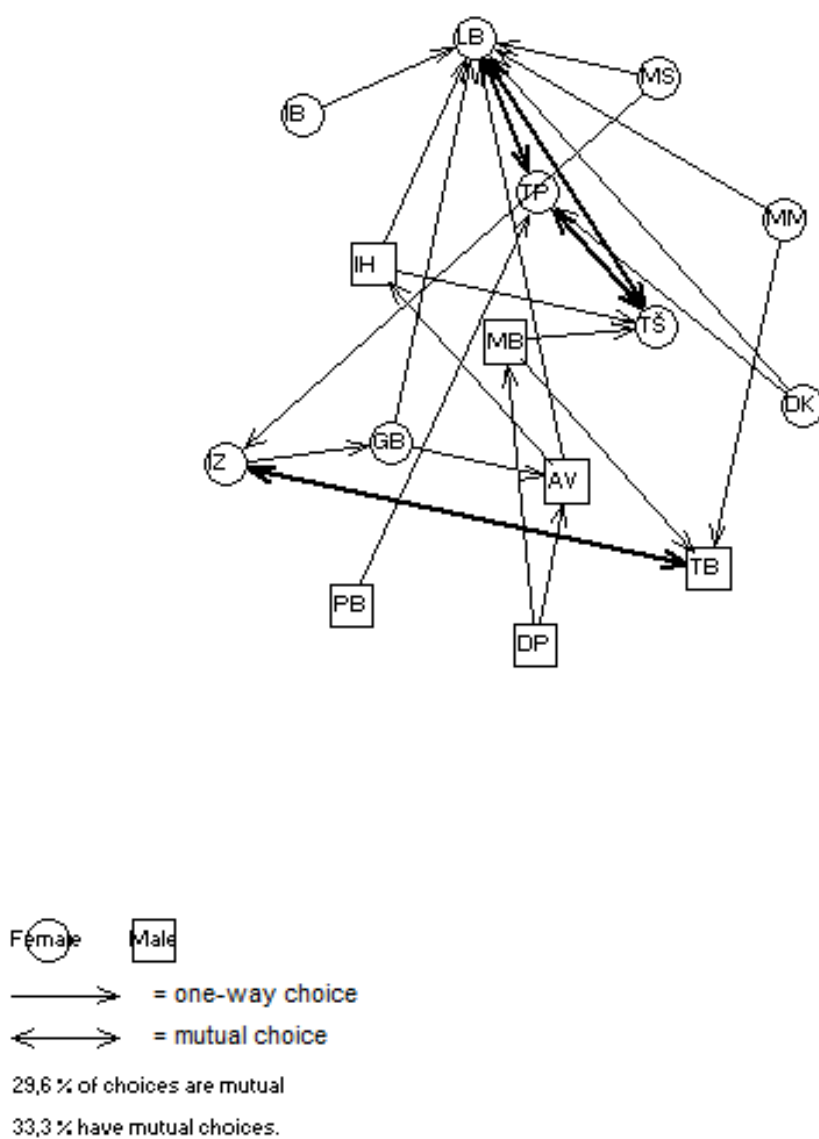 LB
MS
IB
TP
MM
IH
TŠ
MB
DK
GB
IZ
AV
TB
PB
DP
Female Male
= one-way choice
= mutual choice
29,6 % of choices are mutual
33,3 % have mutual choices.